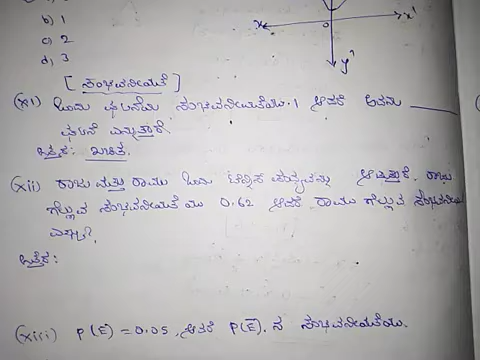 b) 1
c) 2
d) 3
x x'
0
y'
[ ಸಂಭವನೀಯತೆ ]
(xi) ಒಂದು ಘಟನೆಯ ಸಂಭವನೀಯತೆಯು 1 ಆದರೆ ಅದನ್ನು ______
ಘಟನೆ ಎನ್ನುತ್ತಾರೆ.
ಉತ್ತರ: ಖಚಿತ.
(xii) ರಾಜು ಮತ್ತು ರಾಮು ಒಂದು ಟೆನ್ನಿಸ ಪಂದ್ಯವನ್ನು ಆಡುತ್ತಾರೆ. ರಾಜು
ಗೆಲ್ಲುವ ಸಂಭವನೀಯತೆಯು 0.62 ಆದರೆ ರಾಮು ಗೆಲ್ಲುವ ಸಂಭವನೀಯ
ಎಷ್ಟು?
ಉತ್ತರ:
(xiii) P(E) = 0.05, ಆದರೆ P(E̅) ನ ಸಂಭವನೀಯತೆಯು.